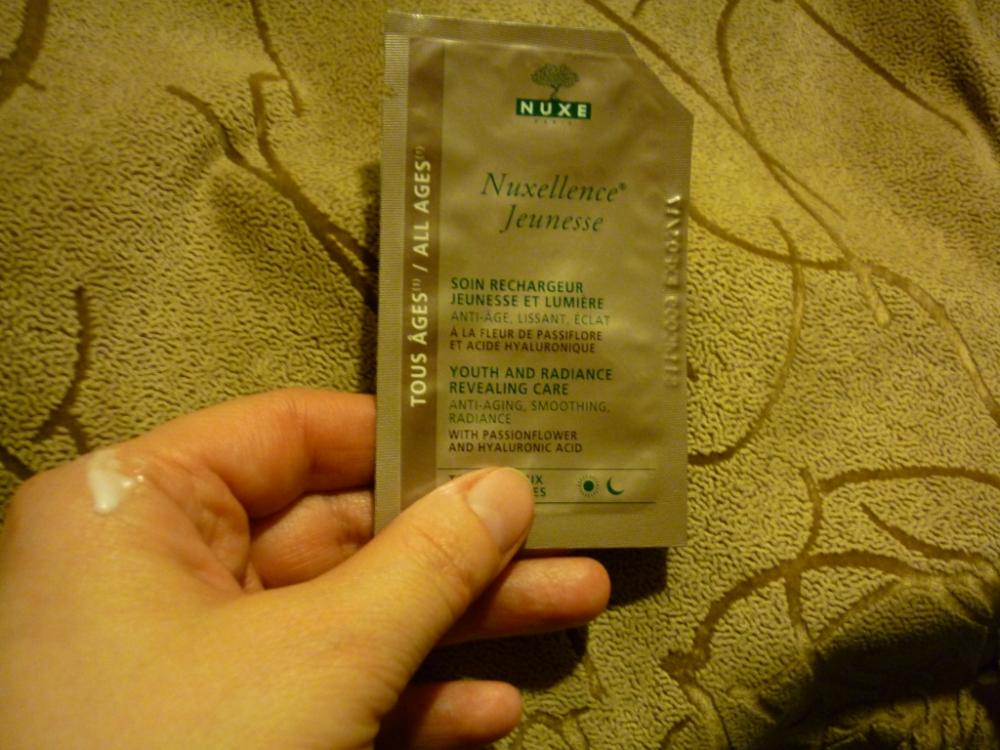 NUXE
PARIS
Nuxellence®
Jeunesse
TOUS ÂGES(1) / ALL AGES(1)
SOIN RECHARGEUR
JEUNESSE ET LUMIÈRE
ANTI-ÂGE, LISSANT, ÉCLAT
À LA FLEUR DE PASSIFLORE
ET ACIDE HYALURONIQUE
YOUTH AND RADIANCE
REVEALING CARE
ANTI-AGING, SMOOTHING,
RADIANCE
WITH PASSIONFLOWER
AND HYALURONIC ACID